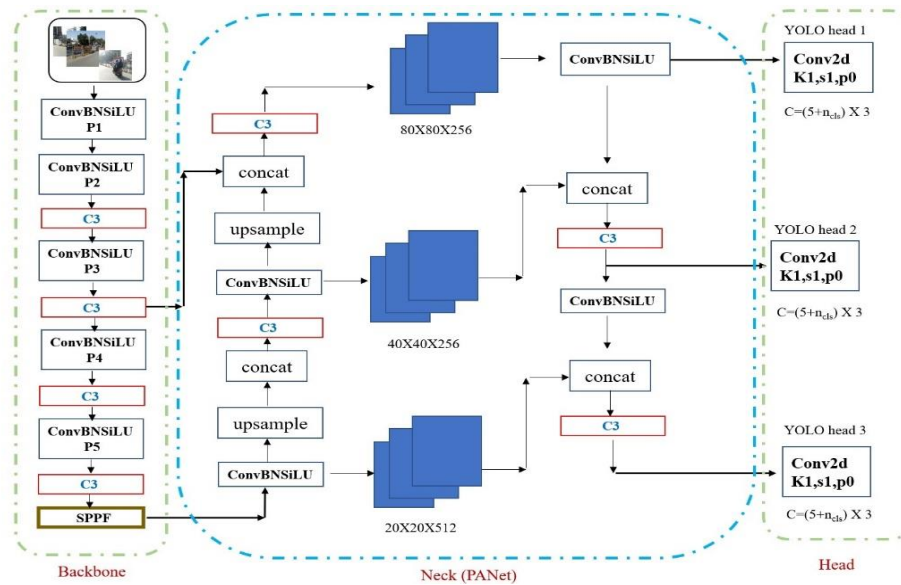 ConvBNSiLU
P1
ConvBNSiLU
P2
C3
ConvBNSiLU
P3
C3
ConvBNSiLU
P4
C3
ConvBNSiLU
P5
C3
SPPF
Backbone
C3
concat
upsample
ConvBNSiLU
C3
concat
upsample
ConvBNSiLU
80X80X256
40X40X256
20X20X512
ConvBNSiLU
concat
C3
ConvBNSiLU
concat
C3
Neck (PANet)
YOLO head 1
Conv2d
K1,s1,p0
C=(5+n_cls) X 3
YOLO head 2
Conv2d
K1,s1,p0
C=(5+n_cls) X 3
YOLO head 3
Conv2d
K1,s1,p0
C=(5+n_cls) X 3
Head